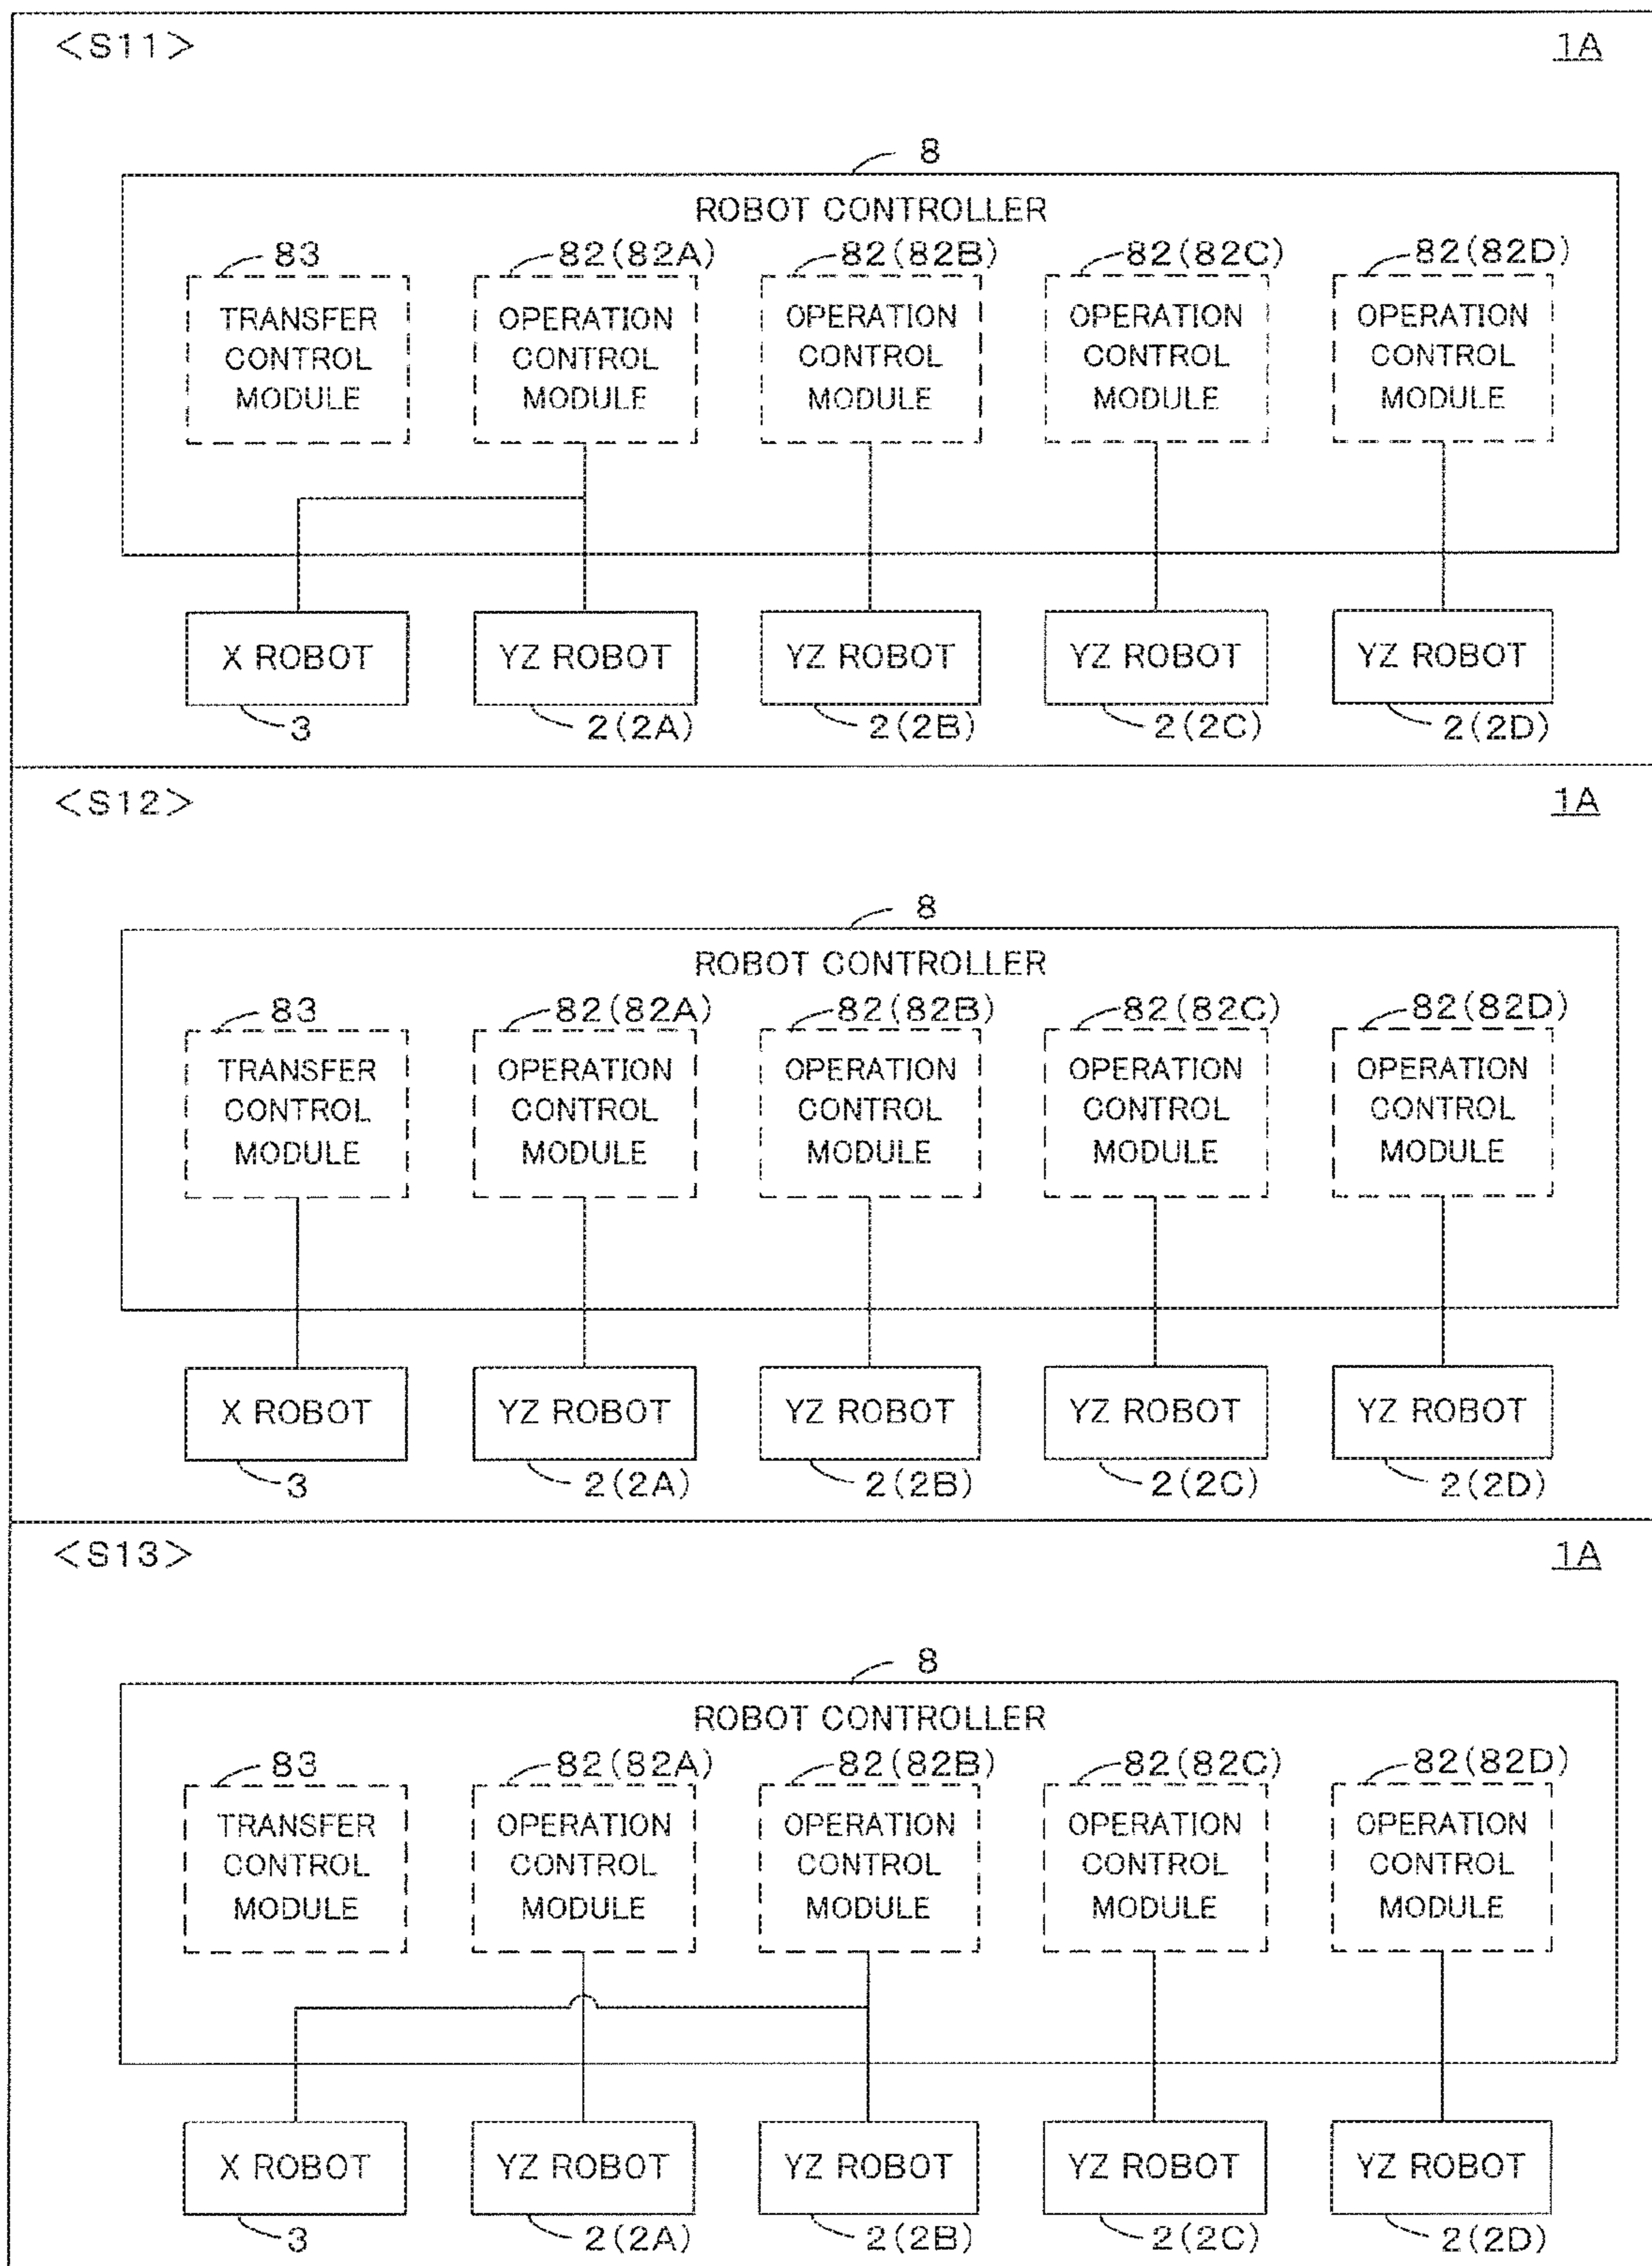 <S11> 1A
8
ROBOT CONTROLLER
83 82(82A) 82(82B) 82(82C) 82(82D)
TRANSFER OPERATION OPERATION OPERATION OPERATION
CONTROL CONTROL CONTROL CONTROL CONTROL
MODULE MODULE MODULE MODULE MODULE
X ROBOT YZ ROBOT YZ ROBOT YZ ROBOT YZ ROBOT
3 2(2A) 2(2B) 2(2C) 2(2D)
<S12> 1A
8
ROBOT CONTROLLER
83 82(82A) 82(82B) 82(82C) 82(82D)
TRANSFER OPERATION OPERATION OPERATION OPERATION
CONTROL CONTROL CONTROL CONTROL CONTROL
MODULE MODULE MODULE MODULE MODULE
X ROBOT YZ ROBOT YZ ROBOT YZ ROBOT YZ ROBOT
3 2(2A) 2(2B) 2(2C) 2(2D)
<S13> 1A
8
ROBOT CONTROLLER
83 82(82A) 82(82B) 82(82C) 82(82D)
TRANSFER OPERATION OPERATION OPERATION OPERATION
CONTROL CONTROL CONTROL CONTROL CONTROL
MODULE MODULE MODULE MODULE MODULE
X ROBOT YZ ROBOT YZ ROBOT YZ ROBOT YZ ROBOT
3 2(2A) 2(2B) 2(2C) 2(2D)